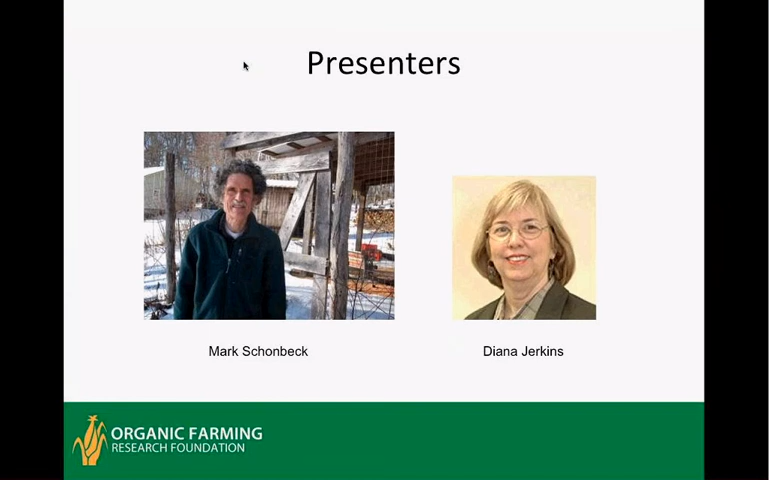 Presenters
Mark Schonbeck
Diana Jerkins
ORGANIC FARMING
RESEARCH FOUNDATION